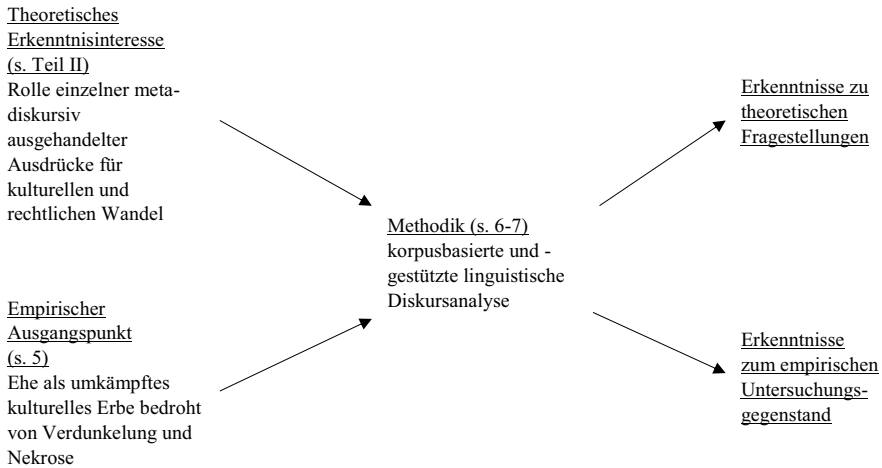 Theoretisches
Erkenntnisinteresse
(s. Teil II)
Rolle einzelner meta-
diskursiv
ausgehandelter
Ausdrücke für
kulturellen und
rechtlichen Wandel
Empirischer
Ausgangspunkt
(s. 5)
Ehe als umkämpftes
kulturelles Erbe bedroht
von Verdunkelung und
Nekrose
Methodik (s. 6-7)
korpusbasierte und -
gestützte linguistische
Diskursanalyse
Erkenntnisse zu
theoretischen
Fragestellungen
Erkenntnisse
zum empirischen
Untersuchungs-
gegenstand